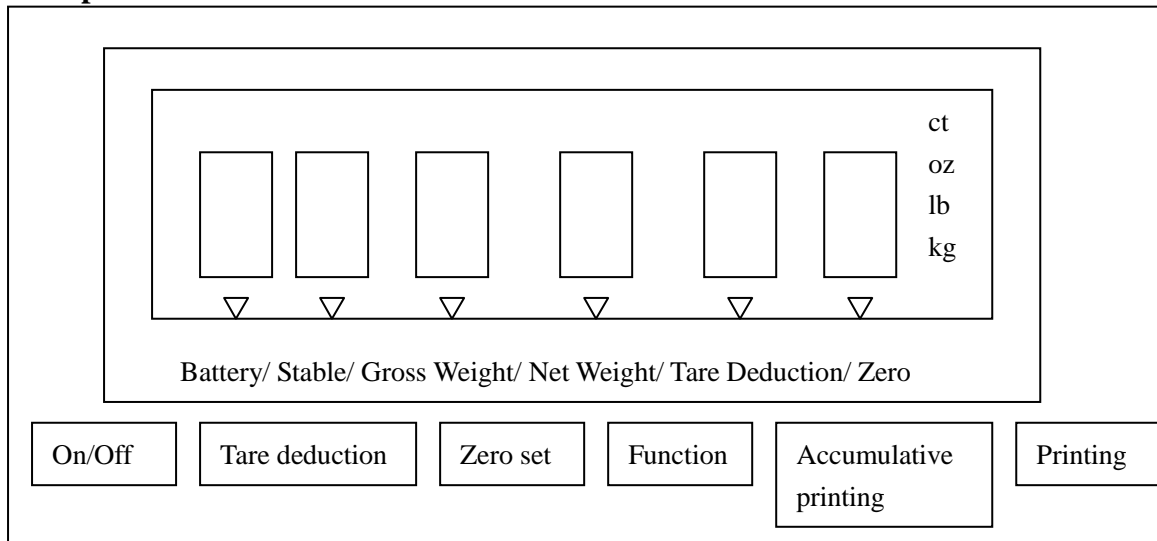 ct
oz
lb
kg
Battery/ Stable/ Gross Weight/ Net Weight/ Tare Deduction/ Zero
On/Off
Tare deduction
Zero set
Function
Accumulative
printing
Printing